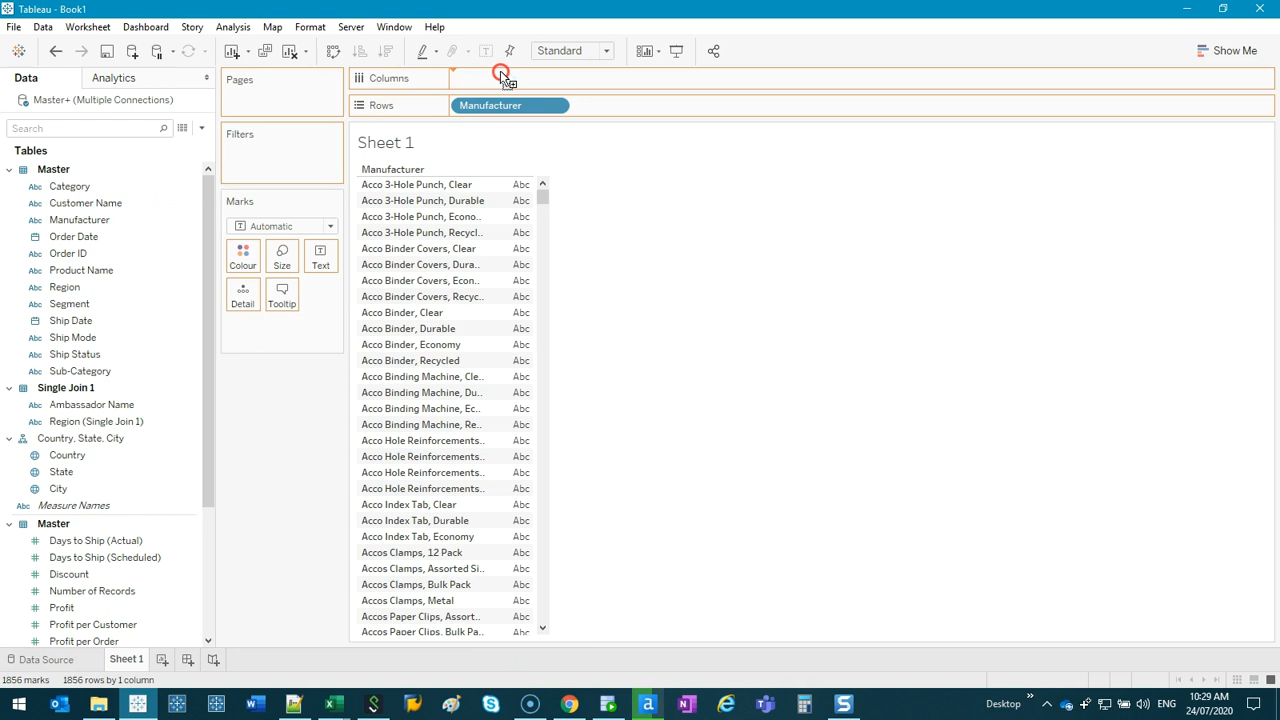 Tableau - Book1
File Data Worksheet Dashboard Story Analysis Map Format Server Window Help
Standard
Show Me
Data Analytics
Master+ (Multiple Connections)
Search
Tables
Master
Category
Customer Name
Manufacturer
Order Date
Order ID
Product Name
Region
Segment
Ship Date
Ship Mode
Ship Status
Sub-Category
Single Join 1
Ambassador Name
Region (Single Join 1)
Country, State, City
Country
State
City
Measure Names
Master
Days to Ship (Actual)
Days to Ship (Scheduled)
Discount
Number of Records
Profit
Profit per Customer
Profit per Order
Pages
Filters
Marks
Automatic
Colour Size Text
Detail Tooltip
Columns
Rows Manufacturer
Sheet 1
Manufacturer
Acco 3-Hole Punch, Clear Abc
Acco 3-Hole Punch, Durable Abc
Acco 3-Hole Punch, Econo.. Abc
Acco 3-Hole Punch, Recycl.. Abc
Acco Binder Covers, Clear Abc
Acco Binder Covers, Dura.. Abc
Acco Binder Covers, Econ.. Abc
Acco Binder Covers, Recyc.. Abc
Acco Binder, Clear Abc
Acco Binder, Durable Abc
Acco Binder, Economy Abc
Acco Binder, Recycled Abc
Acco Binding Machine, Cle.. Abc
Acco Binding Machine, Du.. Abc
Acco Binding Machine, Ec.. Abc
Acco Binding Machine, Re.. Abc
Acco Hole Reinforcements.. Abc
Acco Hole Reinforcements.. Abc
Acco Hole Reinforcements.. Abc
Acco Hole Reinforcements.. Abc
Acco Index Tab, Clear Abc
Acco Index Tab, Durable Abc
Acco Index Tab, Economy Abc
Accos Clamps, 12 Pack Abc
Accos Clamps, Assorted Si.. Abc
Accos Clamps, Bulk Pack Abc
Accos Clamps, Metal Abc
Accos Paper Clips, Assort.. Abc
Accos Paper Clips, Bulk Pa.. Abc
Data Source Sheet 1
1856 marks 1856 rows by 1 column
Desktop
ENG
10:29 AM
24/07/2020